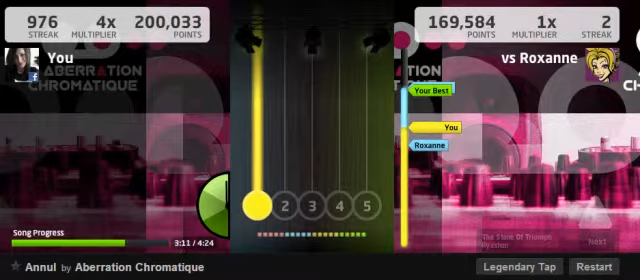 976 4x 200,033
STREAK MULTIPLIER POINTS
169,584 1x 2
POINTS MULTIPLIER STREAK
You
vs Roxanne
ABERRATION
CHROMATIQUE
Your Best
You
Roxanne
2 3 4 5
Song Progress
3:11 / 4:24
Next
Annul by Aberration Chromatique
Legendary Tap
Restart